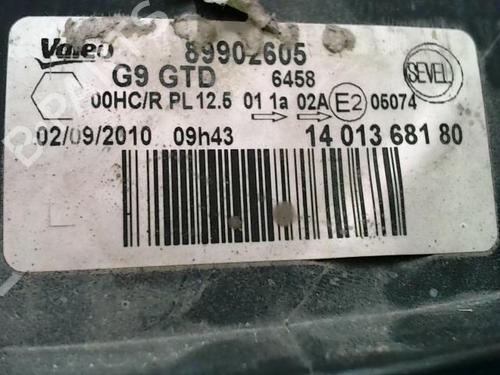 Valeo 89902605 SEVEL
G9 GTD 6458
00HC/R PL 12.5 01 1a 02A E2 05074
02/09/2010 09h43 14 013 681 80
L